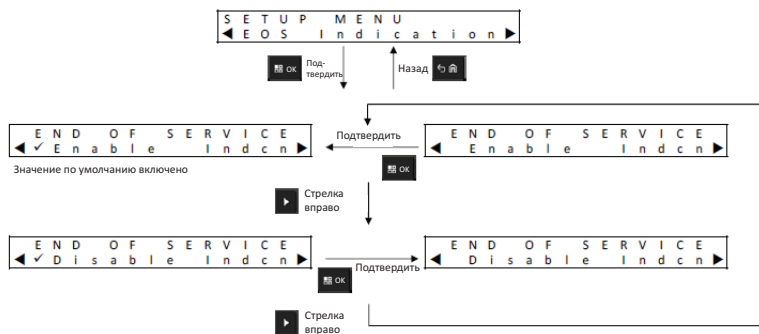 SETUP MENU
◀EOS Indication▶
Под-
твердить
OK
Назад
END OF SERVICE
◀✓Enable Indcn▶
Подтвердить
OK
END OF SERVICE
◀ Enable Indcn▶
Значение по умолчанию включено
Стрелка
вправо
END OF SERVICE
◀✓Disable Indcn▶
OK
Подтвердить
END OF SERVICE
◀ Disable Indcn▶
Стрелка
вправо